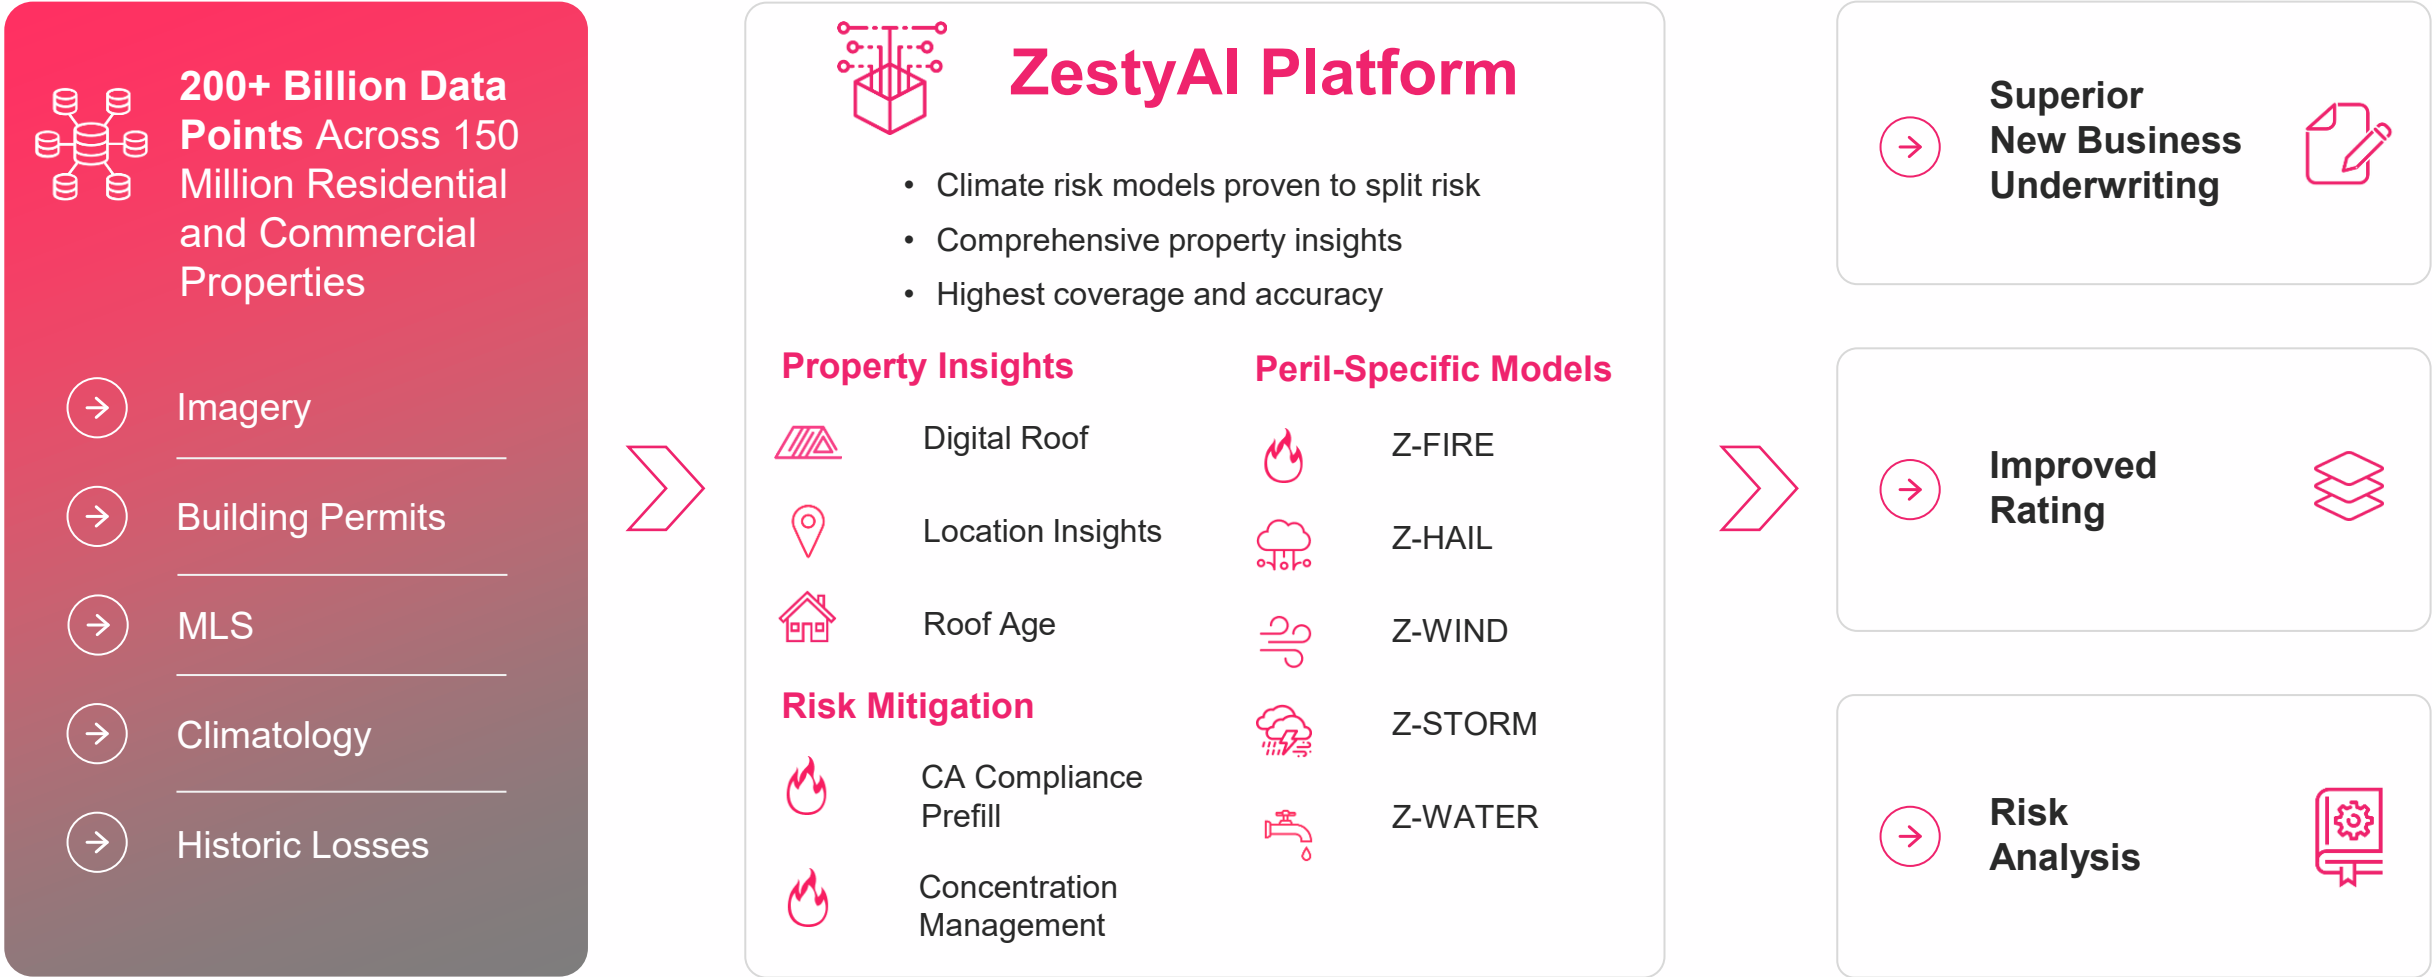 200+ Billion Data
Points Across 150
Million Residential
and Commercial
Properties
Imagery
Building Permits
MLS
Climatology
Historic Losses
ZestyAI Platform
• Climate risk models proven to split risk
• Comprehensive property insights
• Highest coverage and accuracy
Property Insights
Digital Roof
Location Insights
Roof Age
Risk Mitigation
CA Compliance
Prefill
Concentration
Management
Peril-Specific Models
Z-FIRE
Z-HAIL
Z-WIND
Z-STORM
Z-WATER
Superior
New Business
Underwriting
Improved
Rating
Risk
Analysis